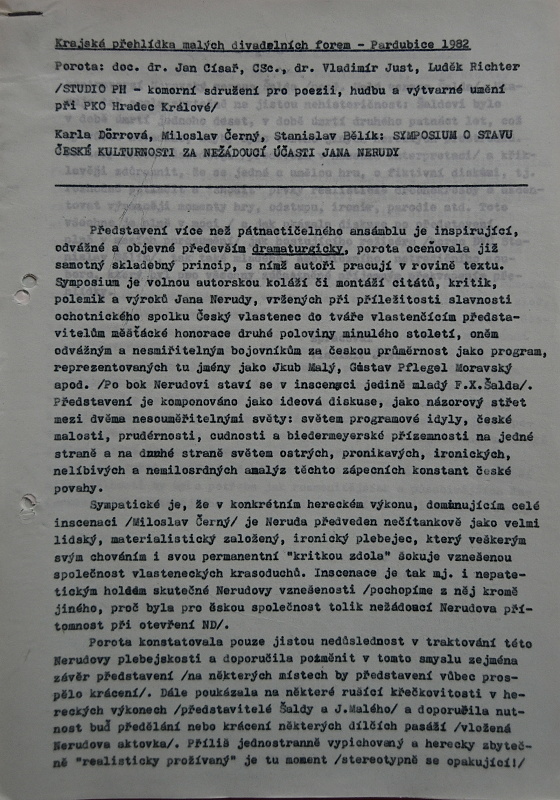 Krajská přehlídka malých divadelních forem - Pardubice 1982
Porota: doc. dr. Jan Císař, CSc., dr. Vladimír Just, Luděk Richter
/STUDIO PH - komorní sdružení pro poezii, hudbu a výtvarné umění
při PKO Hradec Králové/
Karla Dörrová, Miloslav Černý, Stanislav Bělík: SYMPOSIUM O STAVU
ČESKÉ KULTURNOSTI ZA NEŽÁDOUCÍ ÚČASTI JANA NERUDY
Představení více než pátnactičelného ansámblu je inspirující,
odvážné a objevné především dramaturgicky, porota oceňovala již
samotný skladebný princip, s nímž autoři pracují v rovině textu.
Symposium je volnou autorskou koláží či montáží citátů, kritik,
polemik a výroků Jana Nerudy, vržených při příležitosti slavnosti
ochotnického spolku Český vlastenec do tváře vlastenčícím předsta-
vitelům měšťácké honorace druhé poloviny minulého století, oněm
odvážným a nesmiřitelným bojovníkům za českou průměrnost jako program,
reprezentovaných tu jmény jako Jkub Malý, Gustav Pflegel Moravský
apod. /Po bok Nerudovi staví se v inscenaci jedině mladý F.X.Šalda/.
Představení je komponováno jako ideová diskuse, jako názorový střet
mezi dvěma nesouměřitelnými světy: světem programové idyly, české
malosti, prudérnosti, cudnosti a biedermeyerské přízemnosti na jedné
straně a na druhé straně světem ostrých, pronikavých, ironických,
nelíbivých a nemilosrdných analýz těchto zápecních konstant české
povahy.
Sympatické je, že v konkrétním hereckém výkonu, dominujícím celé
inscenaci /Miloslav Černý/ je Neruda předveden nečítankově jako velmi
lidský, materialistický založený, ironický plebejec, který veškerým
svým chováním i svou permanentní "kritkou zdola" šokuje vznešenou
společnost vlasteneckých krasoduchů. Inscenace je tak mj. i nepate-
tickým holdem skutečné Nerudovy vznešenosti /pochopíme z něj kromě
jiného, proč byla pro čskou společnost tolik nežádoací Nerudova pří-
tomnost při otevření ND/.
Porota konstatovala pouze jistou nedůslednost v traktování této
Nerudovy plebejskosti a doporučila pozměnit v tomto smyslu zejména
závěr představení /na některých místech by představení vůbec pros-
pělo krácení/. Dále poukázala na některé rušící křečkovitosti v he-
reckých výkonech /představitelé Šaldy a J.Malého/ a doporučila nut-
nost buď předělání nebo krácení některých dílčích pasáží /vložená
Nerudova aktovka/. Příliš jednostranně vypichovaný a herecky zbyteč-
ně "realisticky prožívaný" je tu moment /stereotypně se opakující!/